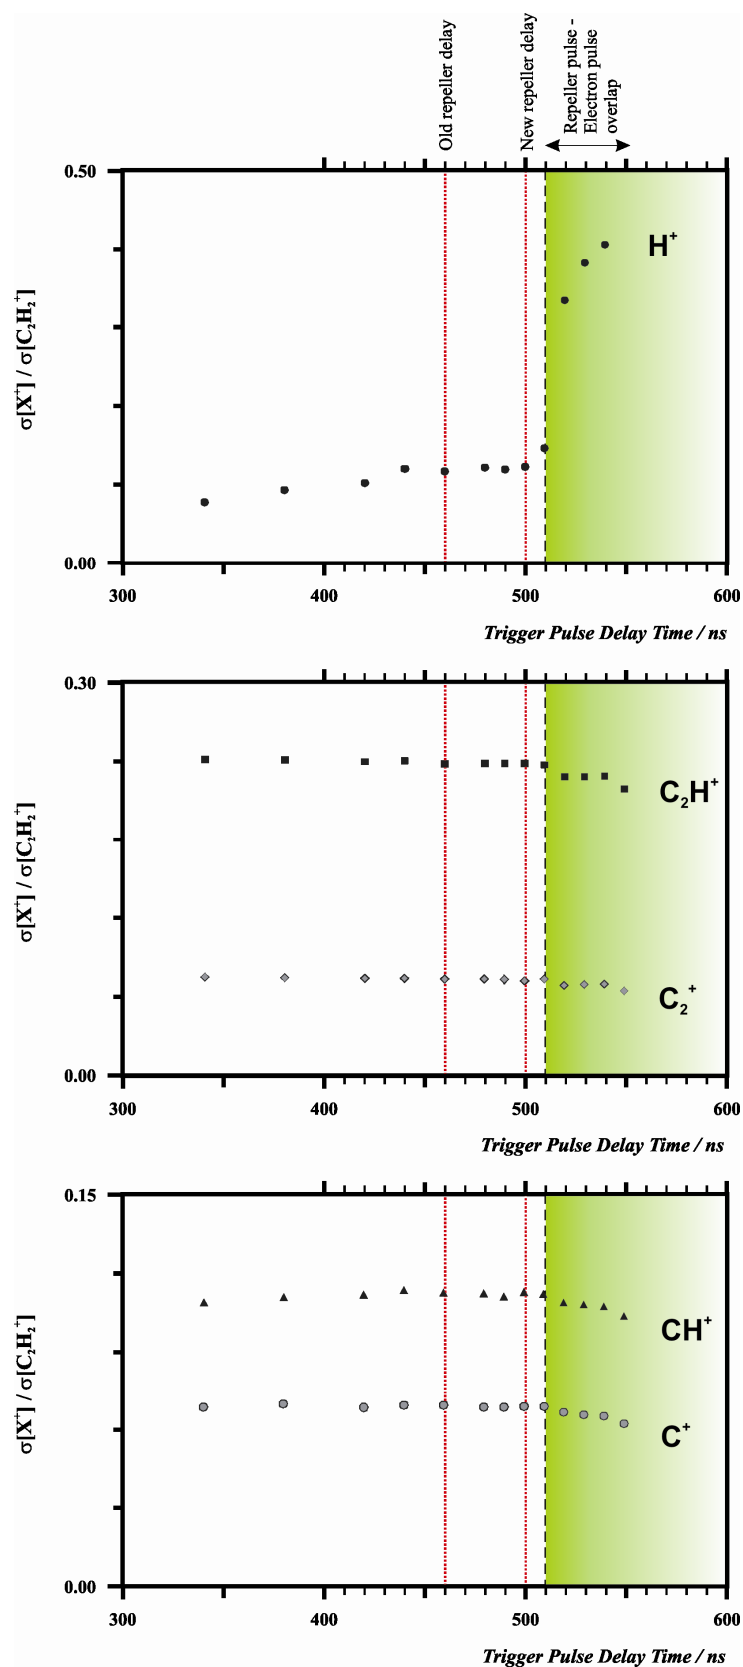 Old repeller delay
New repeller delay
Repeller pulse -
Electron pulse
overlap
0.50
H⁺
σ[X⁺] / σ[C₂H₂⁺]
0.00
300 400 500 600
Trigger Pulse Delay Time / ns
0.30
C₂H⁺
σ[X⁺] / σ[C₂H₂⁺]
C₂⁺
0.00
300 400 500 600
Trigger Pulse Delay Time / ns
0.15
CH⁺
σ[X⁺] / σ[C₂H₂⁺]
C⁺
0.00
300 400 500 600
Trigger Pulse Delay Time / ns